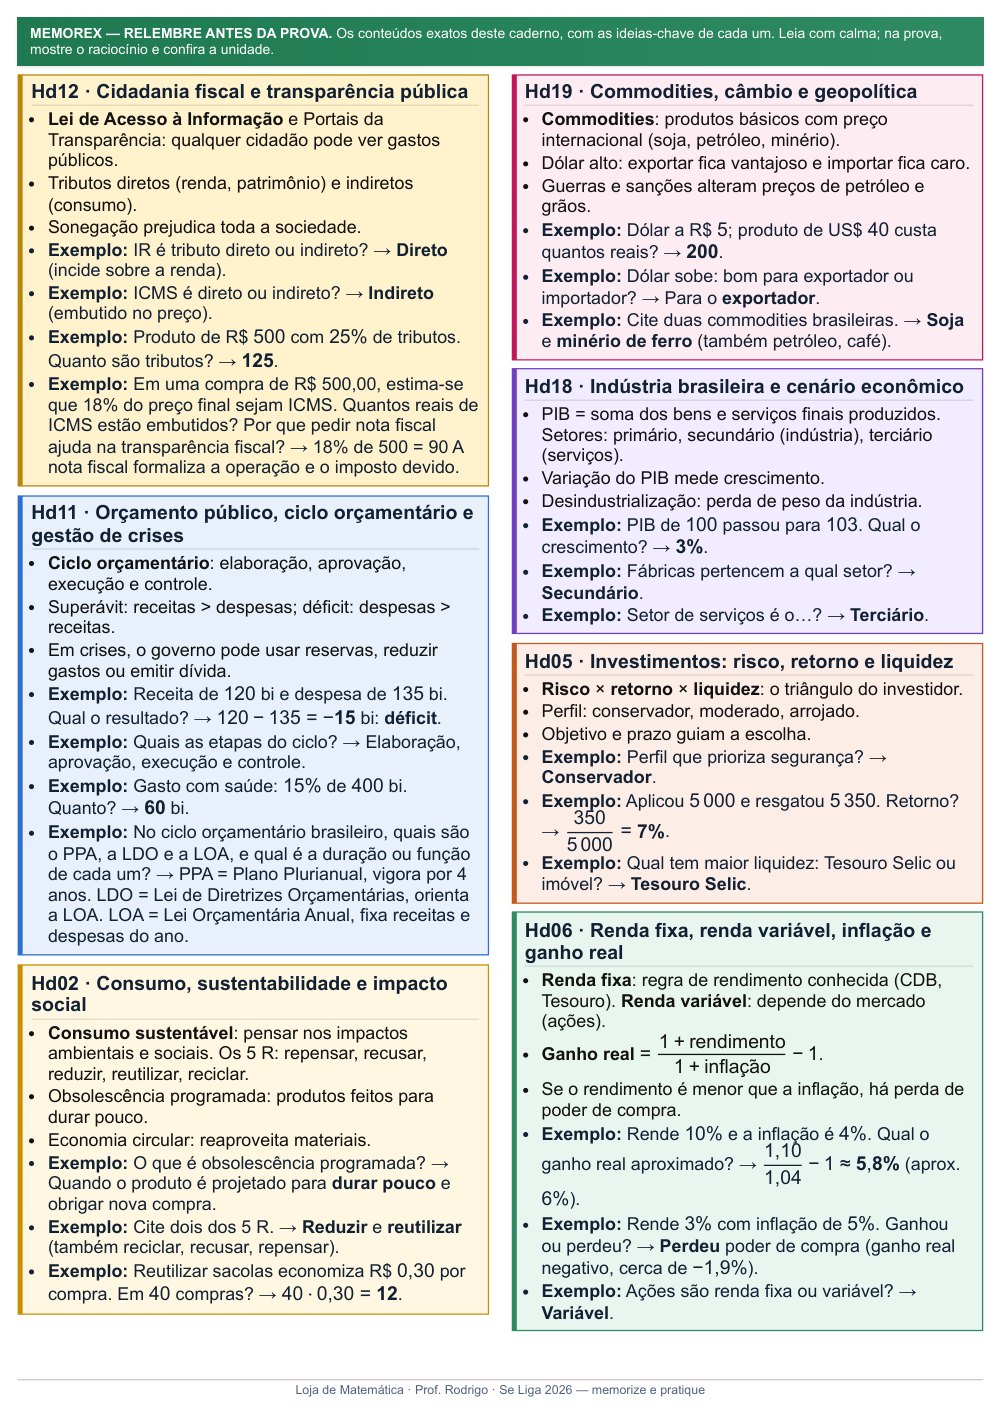 MEMOREX — RELEMBRE ANTES DA PROVA. Os conteúdos exatos deste caderno, com as ideias-chave de cada um. Leia com calma; na prova,
mostre o raciocínio e confira a unidade.
Hd12 · Cidadania fiscal e transparência pública
• Lei de Acesso à Informação e Portais da
Transparência: qualquer cidadão pode ver gastos
públicos.
• Tributos diretos (renda, patrimônio) e indiretos
(consumo).
• Sonegação prejudica toda a sociedade.
• Exemplo: IR é tributo direto ou indireto? → Direto
(incide sobre a renda).
• Exemplo: ICMS é direto ou indireto? → Indireto
(embutido no preço).
• Exemplo: Produto de R$ 500 com 25% de tributos.
Quanto são tributos? → 125.
• Exemplo: Em uma compra de R$ 500,00, estima-se
que 18% do preço final sejam ICMS. Quantos reais de
ICMS estão embutidos? Por que pedir nota fiscal
ajuda na transparência fiscal? → 18% de 500 = 90 A
nota fiscal formaliza a operação e o imposto devido.
Hd11 · Orçamento público, ciclo orçamentário e
gestão de crises
• Ciclo orçamentário: elaboração, aprovação,
execução e controle.
• Superávit: receitas > despesas; déficit: despesas >
receitas.
• Em crises, o governo pode usar reservas, reduzir
gastos ou emitir dívida.
• Exemplo: Receita de 120 bi e despesa de 135 bi.
Qual o resultado? → 120 − 135 = −15 bi: déficit.
• Exemplo: Quais as etapas do ciclo? → Elaboração,
aprovação, execução e controle.
• Exemplo: Gasto com saúde: 15% de 400 bi.
Quanto? → 60 bi.
• Exemplo: No ciclo orçamentário brasileiro, quais são
o PPA, a LDO e a LOA, e qual é a duração ou função
de cada um? → PPA = Plano Plurianual, vigora por 4
anos. LDO = Lei de Diretrizes Orçamentárias, orienta
a LOA. LOA = Lei Orçamentária Anual, fixa receitas e
despesas do ano.
Hd02 · Consumo, sustentabilidade e impacto
social
• Consumo sustentável: pensar nos impactos
ambientais e sociais. Os 5 R: repensar, recusar,
reduzir, reutilizar, reciclar.
• Obsolescência programada: produtos feitos para
durar pouco.
• Economia circular: reaproveita materiais.
• Exemplo: O que é obsolescência programada? →
Quando o produto é projetado para durar pouco e
obrigar nova compra.
• Exemplo: Cite dois dos 5 R. → Reduzir e reutilizar
(também reciclar, recusar, repensar).
• Exemplo: Reutilizar sacolas economiza R$ 0,30 por
compra. Em 40 compras? → 40 · 0,30 = 12.
Hd19 · Commodities, câmbio e geopolítica
• Commodities: produtos básicos com preço
internacional (soja, petróleo, minério).
• Dólar alto: exportar fica vantajoso e importar fica caro.
• Guerras e sanções alteram preços de petróleo e
grãos.
• Exemplo: Dólar a R$ 5; produto de US$ 40 custa
quantos reais? → 200.
• Exemplo: Dólar sobe: bom para exportador ou
importador? → Para o exportador.
• Exemplo: Cite duas commodities brasileiras. → Soja
e minério de ferro (também petróleo, café).
Hd18 · Indústria brasileira e cenário econômico
• PIB = soma dos bens e serviços finais produzidos.
Setores: primário, secundário (indústria), terciário
(serviços).
• Variação do PIB mede crescimento.
• Desindustrialização: perda de peso da indústria.
• Exemplo: PIB de 100 passou para 103. Qual o
crescimento? → 3%.
• Exemplo: Fábricas pertencem a qual setor? →
Secundário.
• Exemplo: Setor de serviços é o…? → Terciário.
Hd05 · Investimentos: risco, retorno e liquidez
• Risco × retorno × liquidez: o triângulo do investidor.
• Perfil: conservador, moderado, arrojado.
• Objetivo e prazo guiam a escolha.
• Exemplo: Perfil que prioriza segurança? →
Conservador.
• Exemplo: Aplicou 5 000 e resgatou 5 350. Retorno?
→ 350/5 000 = 7%.
• Exemplo: Qual tem maior liquidez: Tesouro Selic ou
imóvel? → Tesouro Selic.
Hd06 · Renda fixa, renda variável, inflação e
ganho real
• Renda fixa: regra de rendimento conhecida (CDB,
Tesouro). Renda variável: depende do mercado
(ações).
• Ganho real = 1 + rendimento/1 + inflação − 1.
• Se o rendimento é menor que a inflação, há perda de
poder de compra.
• Exemplo: Rende 10% e a inflação é 4%. Qual o
ganho real aproximado? → 1,10/1,04 − 1 ≈ 5,8% (aprox.
6%).
• Exemplo: Rende 3% com inflação de 5%. Ganhou
ou perdeu? → Perdeu poder de compra (ganho real
negativo, cerca de −1,9%).
• Exemplo: Ações são renda fixa ou variável? →
Variável.
Loja de Matemática · Prof. Rodrigo · Se Liga 2026 — memorize e pratique